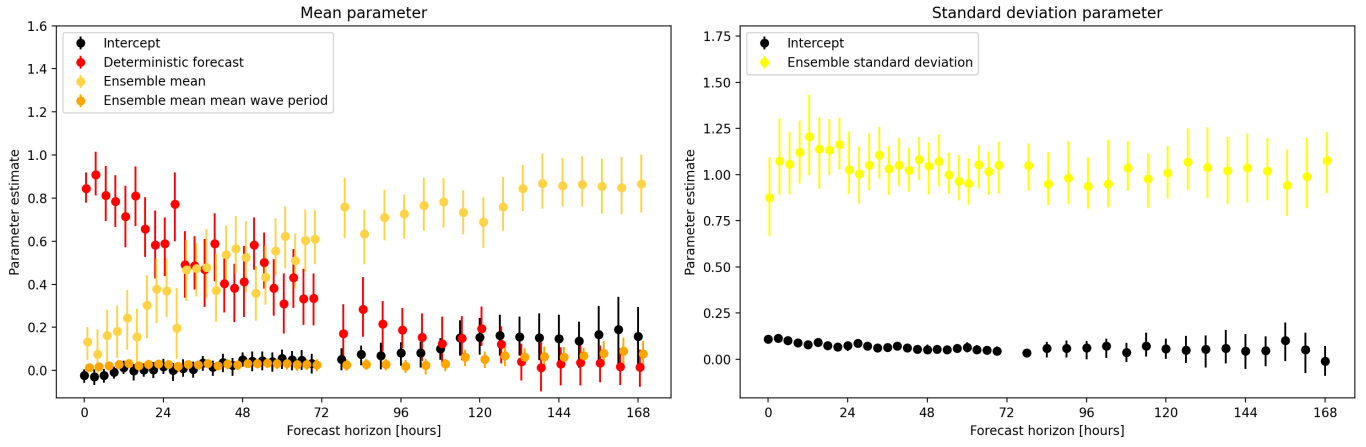 Mean parameter
Parameter estimate
1.6
1.4
1.2
1.0
0.8
0.6
0.4
0.2
0.0
Intercept
Deterministic forecast
Ensemble mean
Ensemble mean mean wave period
0 24 48 72 96 120 144 168
Forecast horizon [hours]
Standard deviation parameter
Parameter estimate
1.75
1.50
1.25
1.00
0.75
0.50
0.25
0.00
Intercept
Ensemble standard deviation
0 24 48 72 96 120 144 168
Forecast horizon [hours]